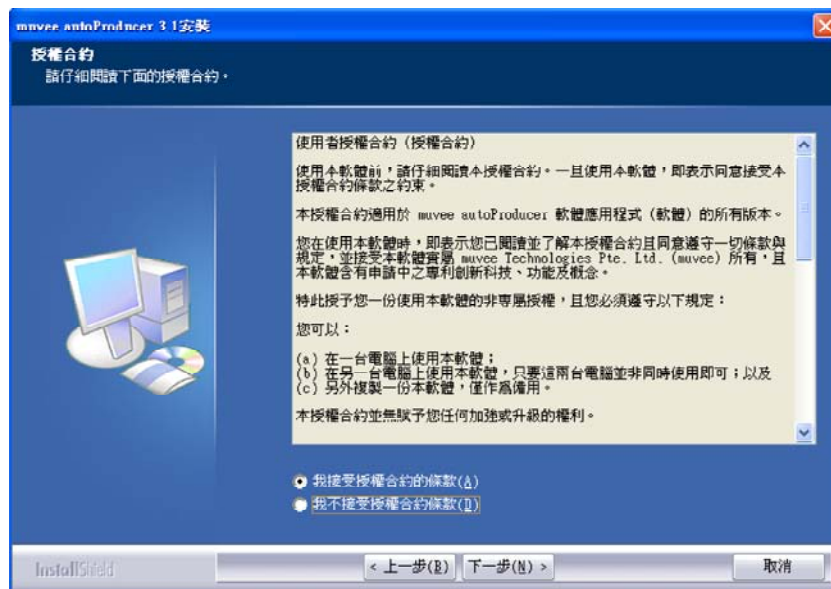 muvee autoProducer 3.1安裝
授權合約
請仔細閱讀下面的授權合約。
使用者授權合約 (授權合約)
使用本軟體前，請仔細閱讀本授權合約。一旦使用本軟體，即表示同意接受本
授權合約條款之約束。
本授權合約適用於 muvee autoProducer 軟體應用程式 (軟體) 的所有版本。
您在使用本軟體時，即表示您已閱讀並了解本授權合約且同意遵守一切條款與
規定，並接受本軟體實屬 muvee Technologies Pte. Ltd. (muvee) 所有，且
本軟體含有申請中之專利創新科技、功能及概念。
特此授予您一份使用本軟體的非專屬授權，且您必須遵守以下規定：
您可以：
(a) 在一台電腦上使用本軟體；
(b) 在另一台電腦上使用本軟體，只要這兩台電腦並非同時使用即可；以及
(c) 另外複製一份本軟體，僅作為備用。
本授權合約並無賦予您任何加強或升級的權利。
我接受授權合約的條款(A)
我不接受授權合約條款(D)
InstallShield
< 上一步(B)
下一步(N) >
取消